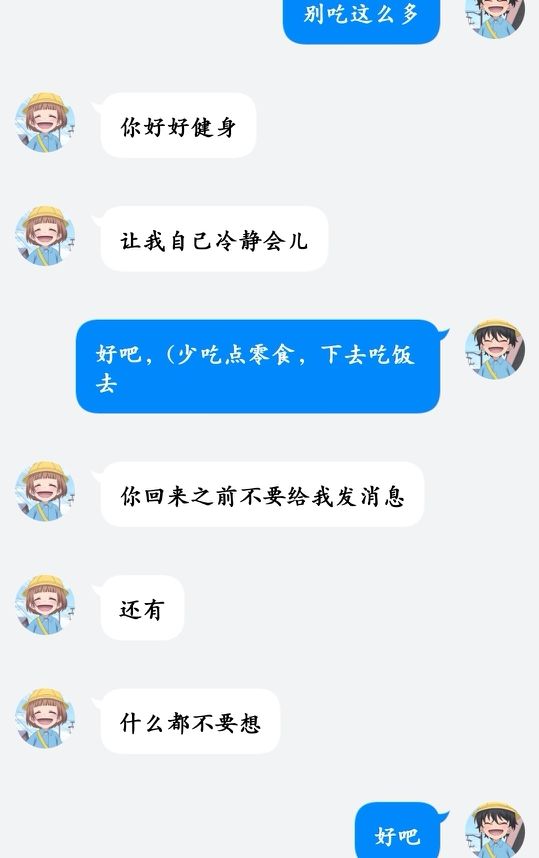 别吃这么多
你好好健身
让我自己冷静会儿
好吧，（少吃点零食，下去吃饭
去
你回来之前不要给我发消息
还有
什么都不要想
好吧